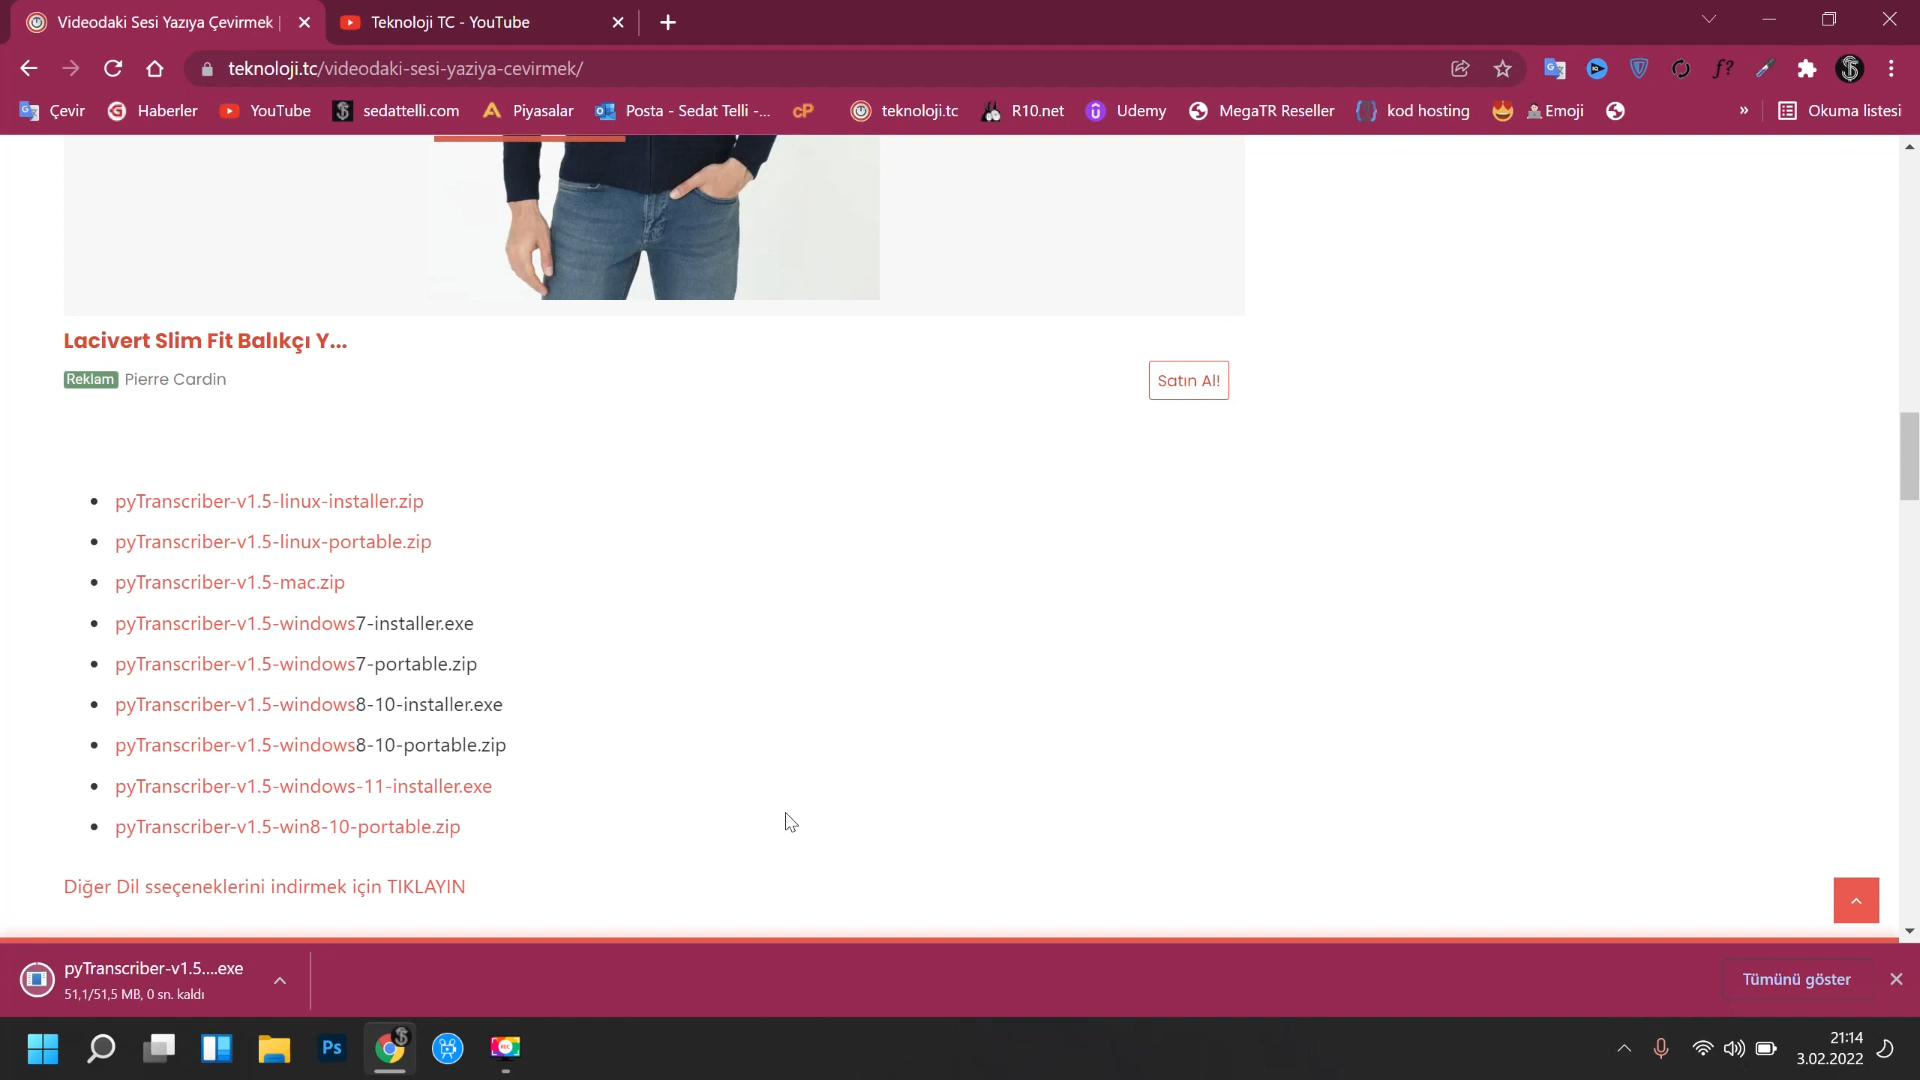 Videodaki Sesi Yazıya Çevirmek |
Teknoloji TC - YouTube
teknoloji.tc/videodaki-sesi-yaziya-cevirmek/
f?
Çevir
Haberler
YouTube
sedattelli.com
Piyasalar
Posta - Sedat Telli -...
cP
teknoloji.tc
R10.net
Udemy
MegaTR Reseller
kod hosting
Emoji
»
Okuma listesi
Lacivert Slim Fit Balıkçı Y...
Reklam Pierre Cardin
Satın Al!
pyTranscriber-v1.5-linux-installer.zip
pyTranscriber-v1.5-linux-portable.zip
pyTranscriber-v1.5-mac.zip
pyTranscriber-v1.5-windows7-installer.exe
pyTranscriber-v1.5-windows7-portable.zip
pyTranscriber-v1.5-windows8-10-installer.exe
pyTranscriber-v1.5-windows8-10-portable.zip
pyTranscriber-v1.5-windows-11-installer.exe
pyTranscriber-v1.5-win8-10-portable.zip
Diğer Dil sseçeneklerini indirmek için TIKLAYIN
pyTranscriber-v1.5....exe
51,1/51,5 MB, 0 sn. kaldı
Tümünü göster
Ps
21:14
3.02.2022